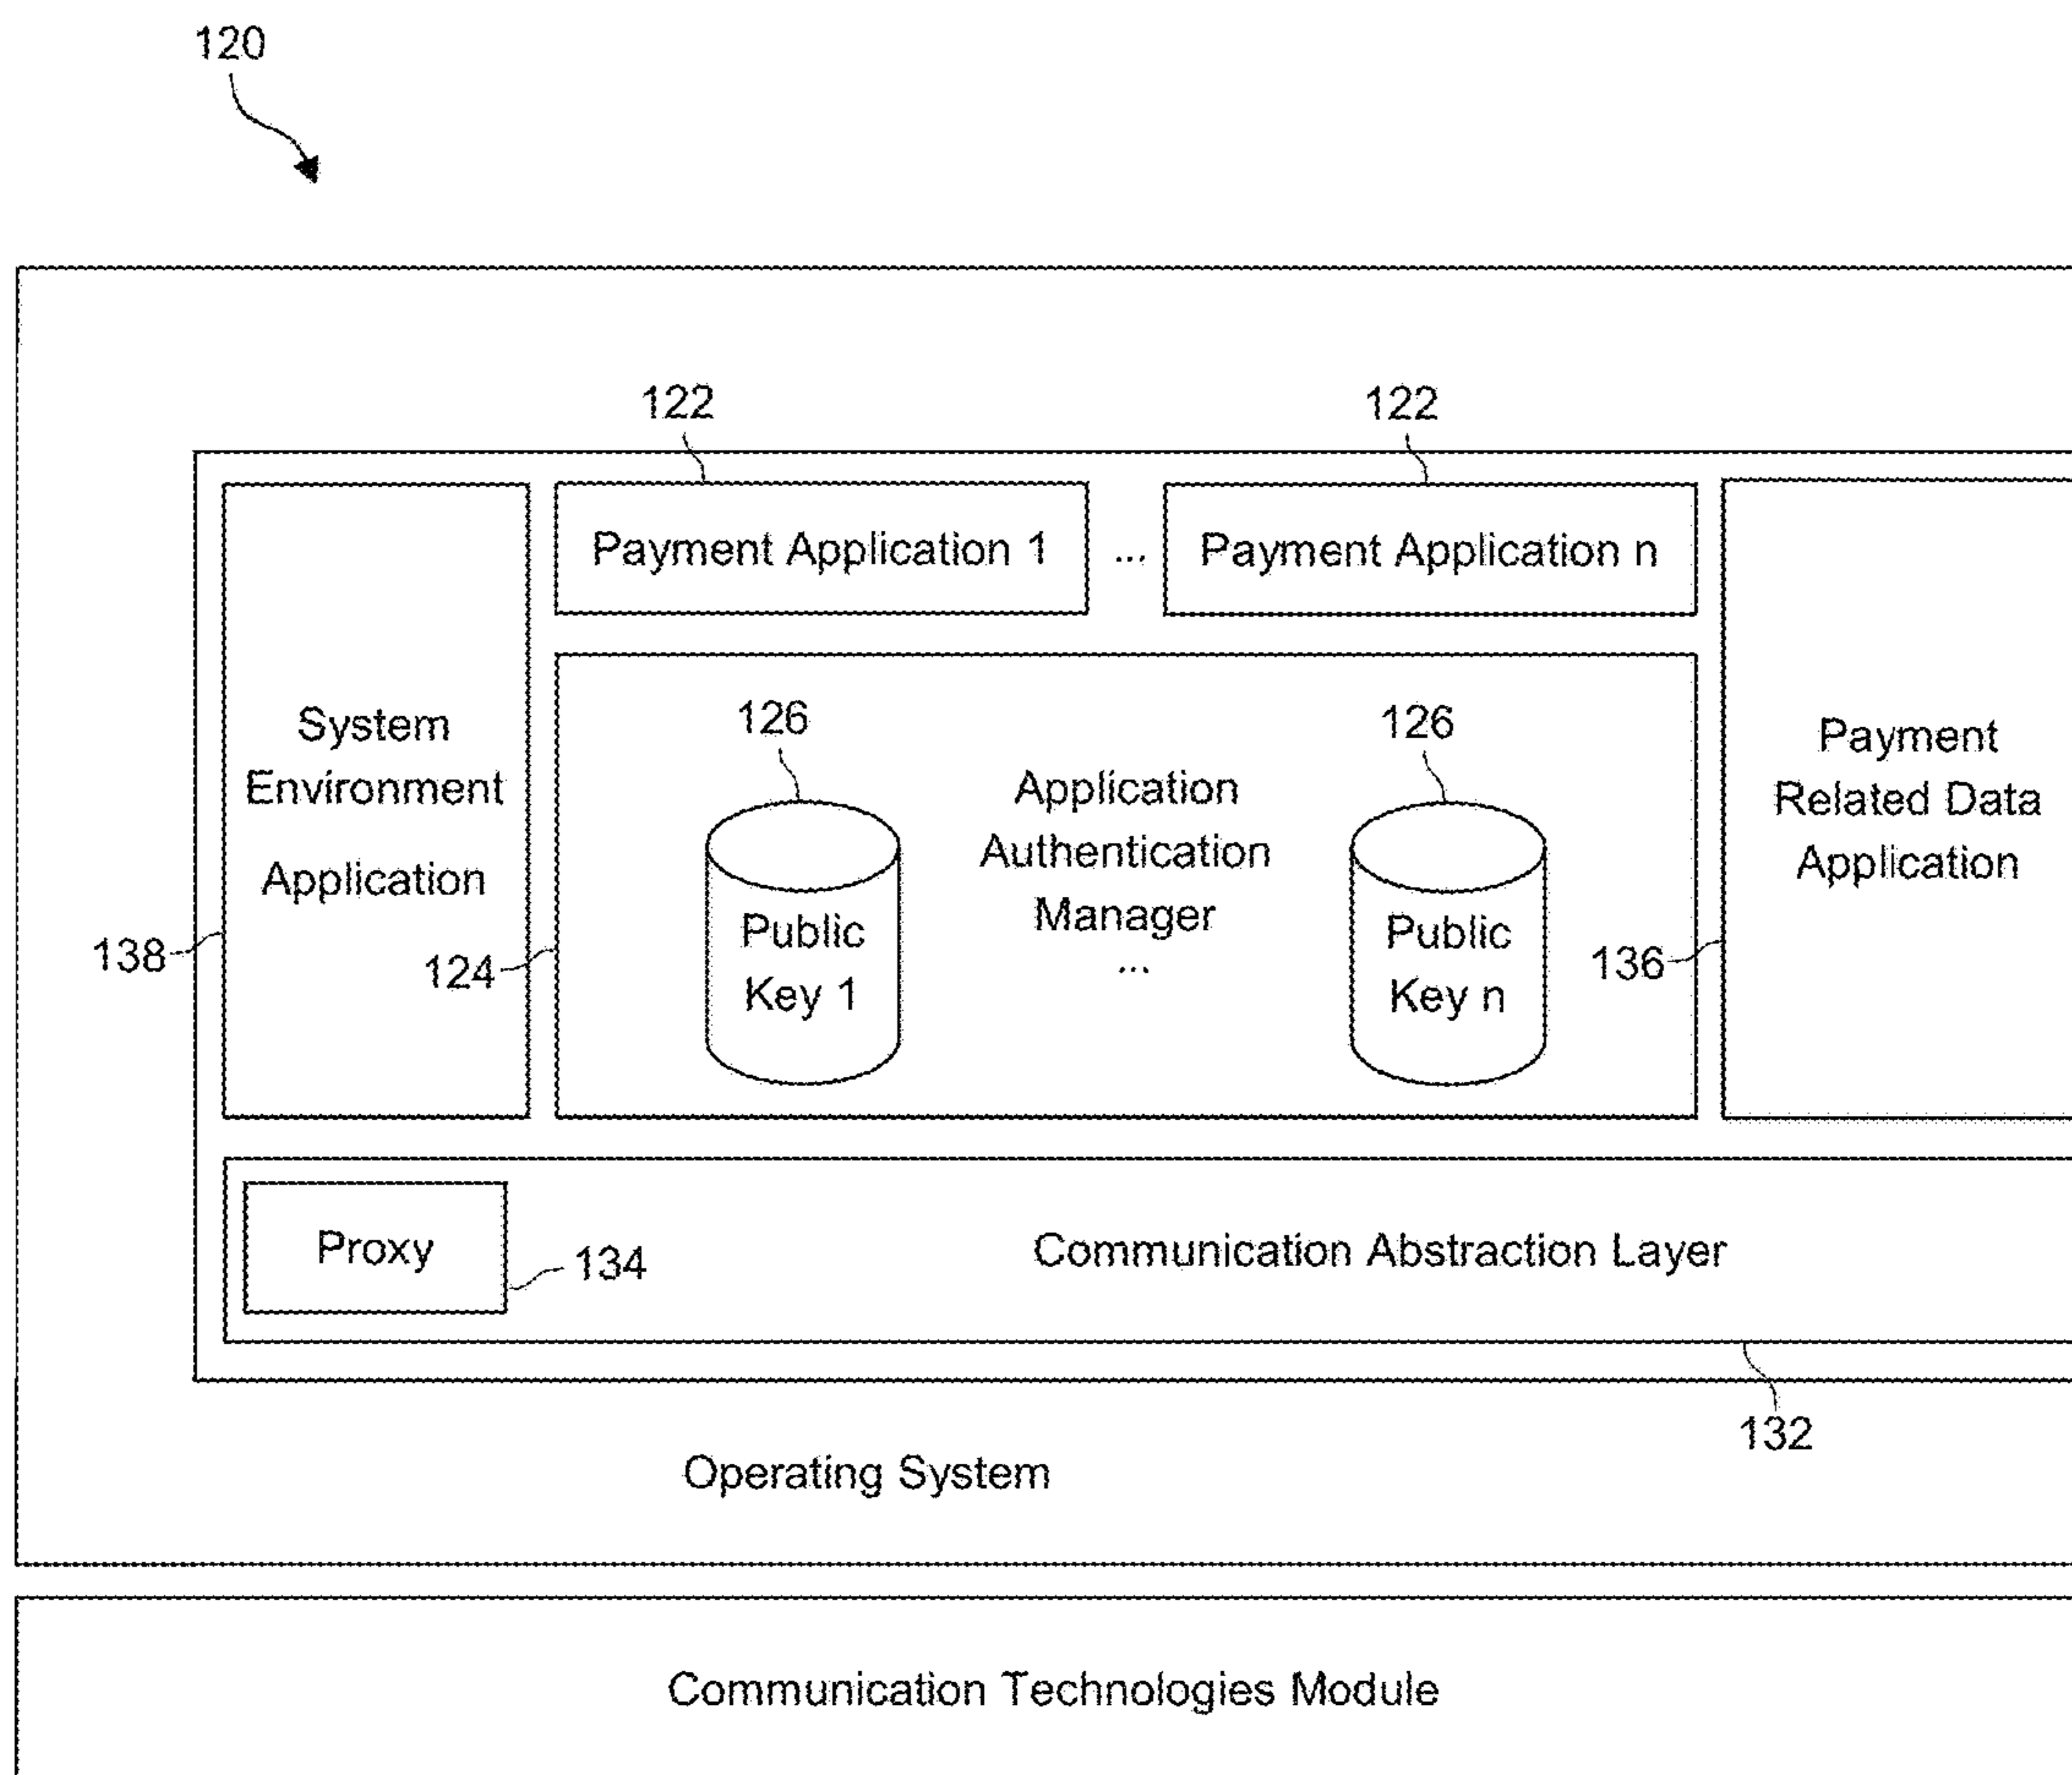 120
122
122
Payment Application 1
...
Payment Application n
System
Environment
Application
138
124
126
Public
Key 1
Application
Authentication
Manager
...
126
Public
Key n
136
Payment
Related Data
Application
Proxy
134
Communication Abstraction Layer
132
Operating System
Communication Technologies Module